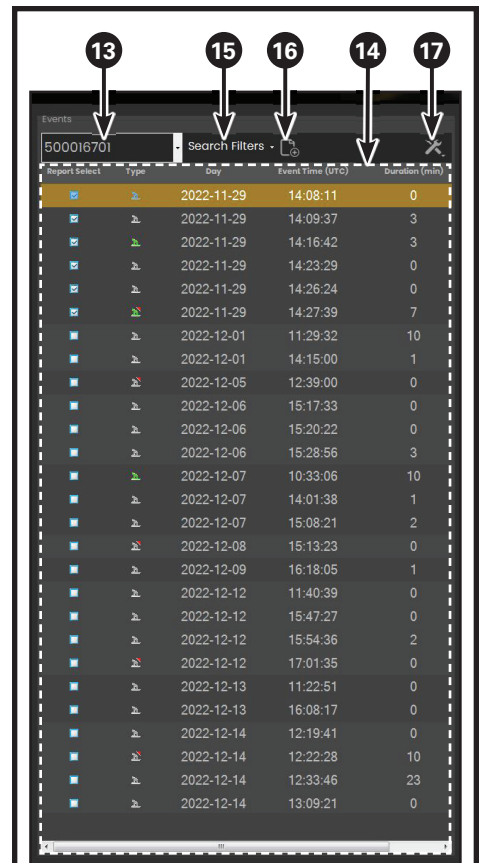 13 15 16 14 17
Events
500016701 Search Filters
Report Select Type Day Event Time (UTC) Duration (min)
2022-11-29 14:08:11 0
2022-11-29 14:09:37 3
2022-11-29 14:16:42 3
2022-11-29 14:23:29 0
2022-11-29 14:26:24 0
2022-11-29 14:27:39 7
2022-12-01 11:29:32 10
2022-12-01 14:15:00 1
2022-12-05 12:39:00 0
2022-12-06 15:17:33 0
2022-12-06 15:20:22 0
2022-12-06 15:28:56 3
2022-12-07 10:33:06 10
2022-12-07 14:01:38 1
2022-12-07 15:08:21 2
2022-12-08 15:13:23 0
2022-12-09 16:18:05 1
2022-12-12 11:40:39 0
2022-12-12 15:47:27 0
2022-12-12 15:54:36 2
2022-12-12 17:01:35 0
2022-12-13 11:22:51 0
2022-12-13 16:08:17 0
2022-12-14 12:19:41 0
2022-12-14 12:22:28 10
2022-12-14 12:33:46 23
2022-12-14 13:09:21 0